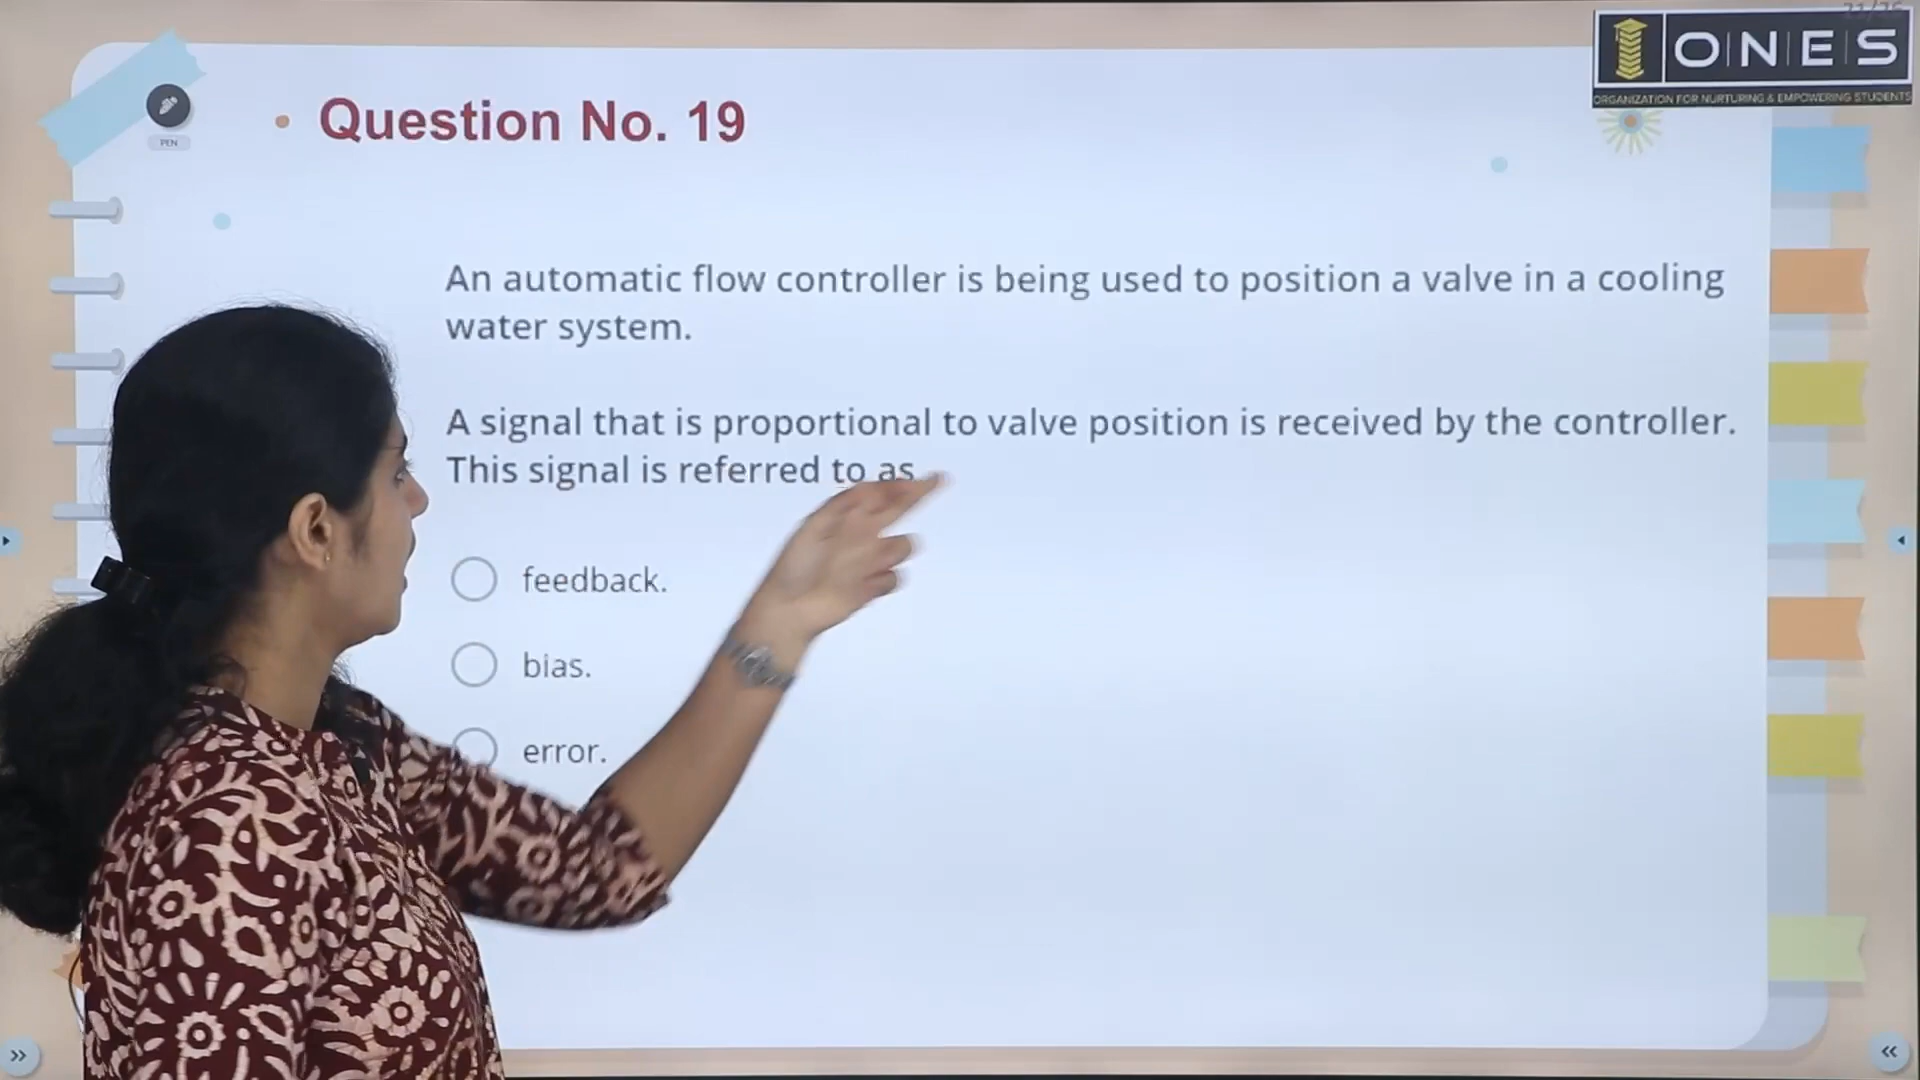 ONES
ORGANIZATION FOR NURTURING & EMPOWERING STUDENTS
PEN
• Question No. 19
An automatic flow controller is being used to position a valve in a cooling
water system.
A signal that is proportional to valve position is received by the controller.
This signal is referred to as
feedback.
bias.
error.